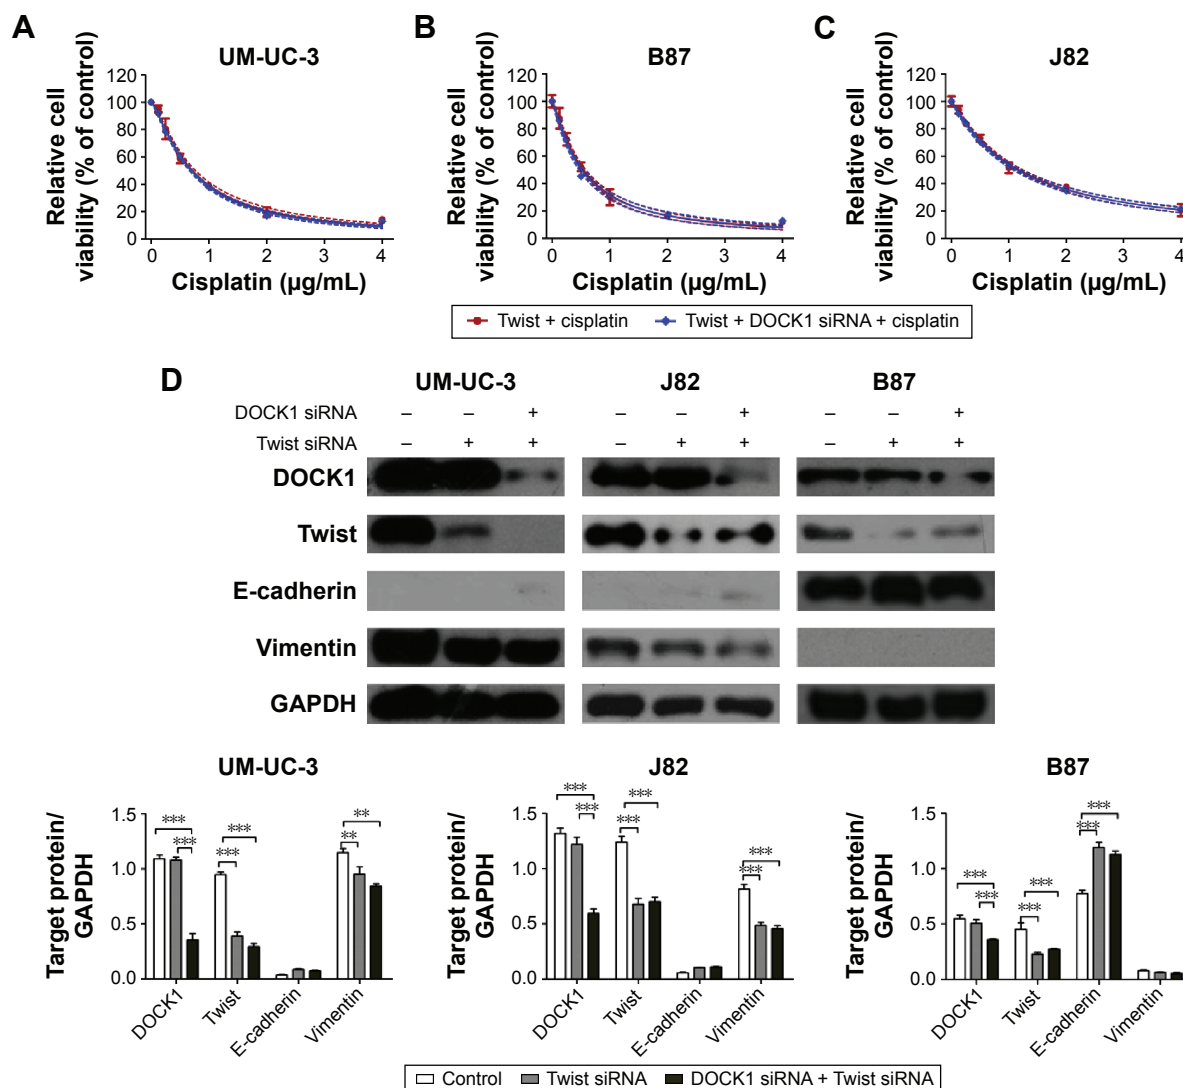 A
B
C
UM-UC-3
B87
J82
Relative cell
viability (% of control)
120
100
80
60
40
20
0
0 1 2 3 4
Cisplatin (µg/mL)
Relative cell
viability (% of control)
120
100
80
60
40
20
0
0 1 2 3 4
Cisplatin (µg/mL)
Relative cell
viability (% of control)
120
100
80
60
40
20
0
0 1 2 3 4
Cisplatin (µg/mL)
Twist + cisplatin
Twist + DOCK1 siRNA + cisplatin
D
UM-UC-3 J82 B87
DOCK1 siRNA – – + – – + – – +
Twist siRNA – + + – + + – + +
DOCK1
Twist
E-cadherin
Vimentin
GAPDH
UM-UC-3
Target protein/
GAPDH
1.5
1.0
0.5
0.0
*** *** *** *** ** **
DOCK1 Twist E-cadherin Vimentin
J82
Target protein/
GAPDH
1.5
1.0
0.5
0.0
*** *** *** *** *** ***
DOCK1 Twist E-cadherin Vimentin
B87
Target protein/
GAPDH
1.5
1.0
0.5
0.0
*** *** *** *** *** ***
DOCK1 Twist E-cadherin Vimentin
Control Twist siRNA DOCK1 siRNA + Twist siRNA